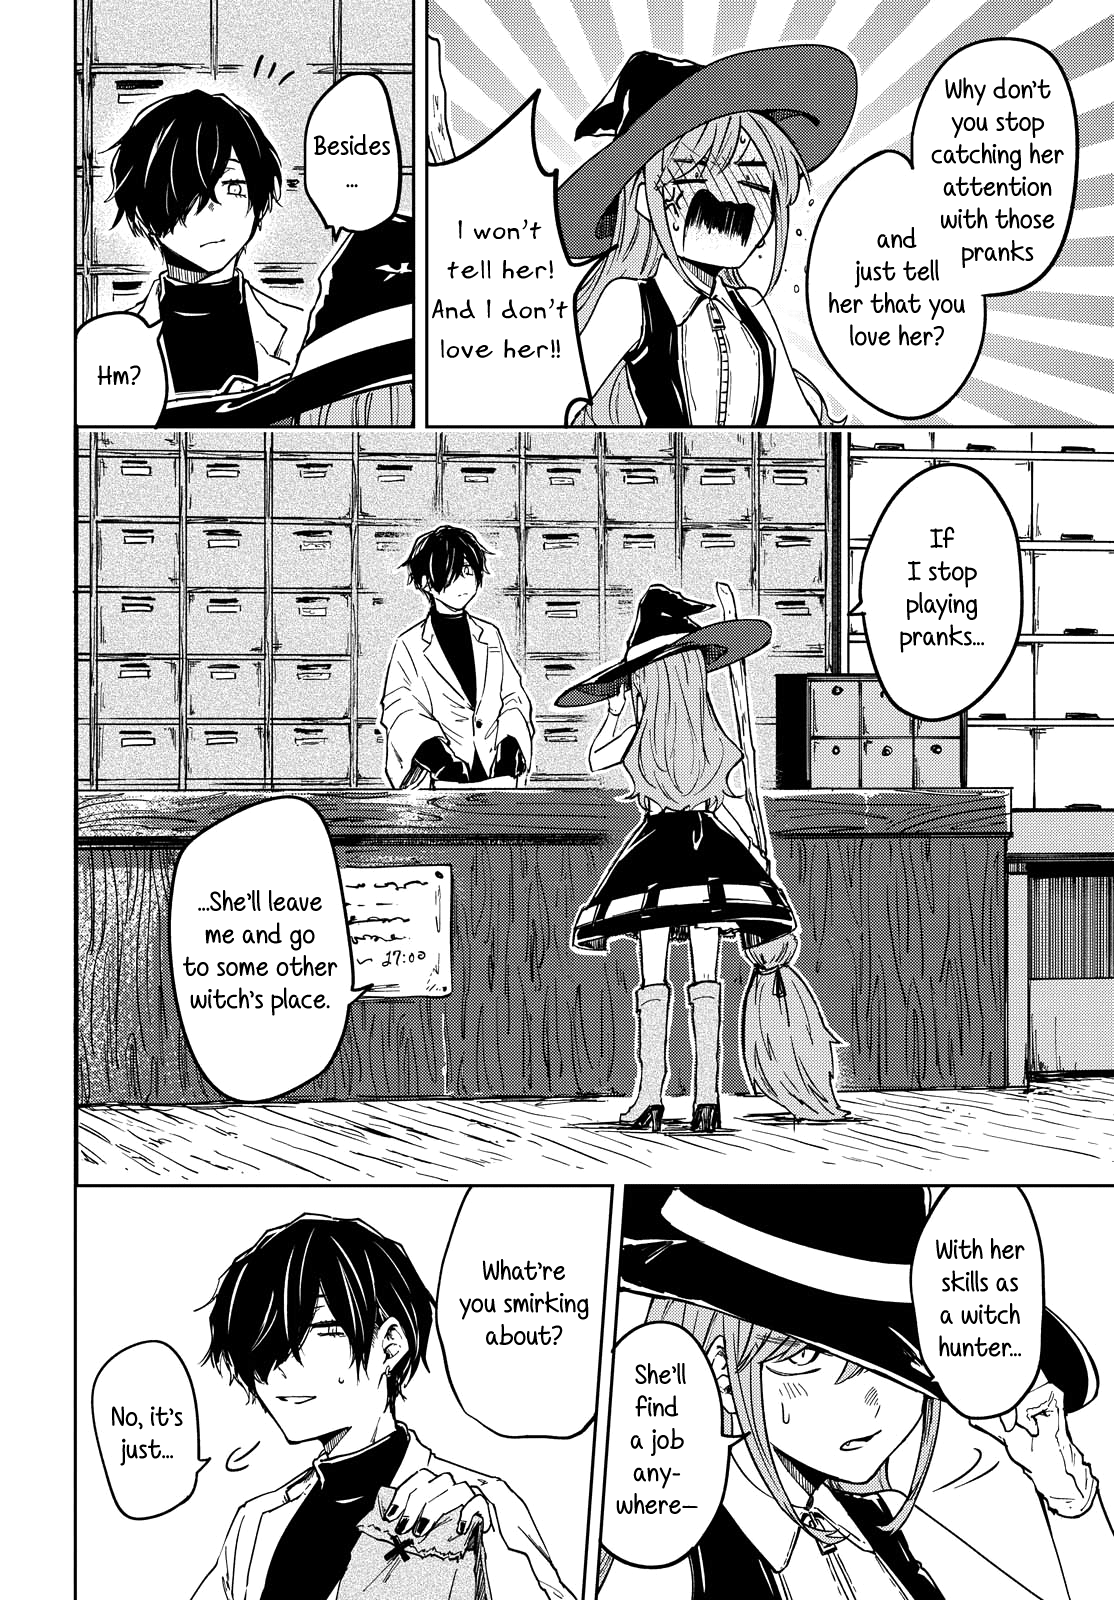 Why don't
you stop
catching her
attention
with those
pranks
and
just tell
her that you
love her?
I won't
tell her!
And I don't
love her!!
Besides
...
Hm?
If
I stop
playing
pranks...
...She'll leave
me and go
to some other
witch's place.
17:00
With her
skills as
a witch
hunter...
She'll
find
a job
any-
where—
What're
you smirking
about?
No, it's
just...